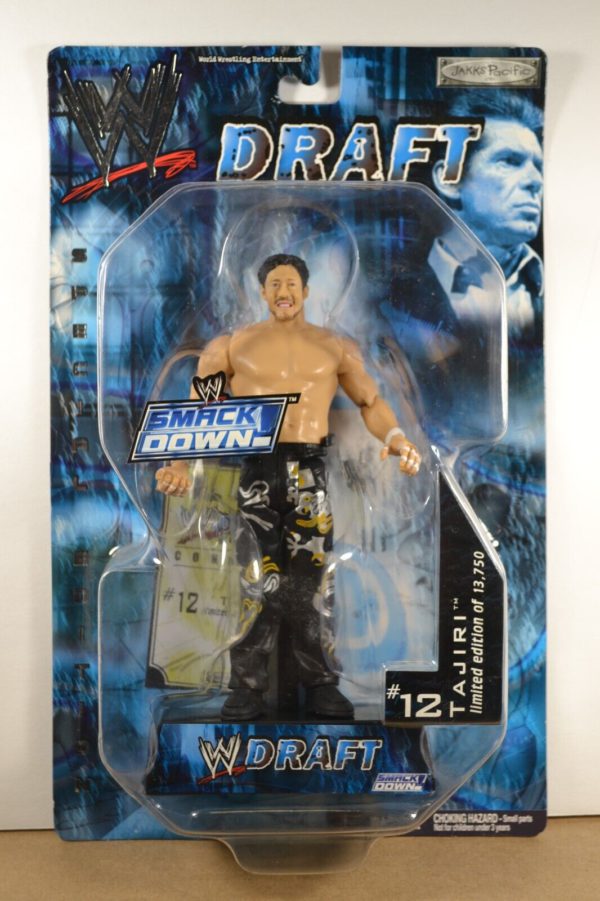 World Wrestling Entertainment
JAKKS Pacific
W
DRAFT
W
SMACK
DOWN!
™
#12
#12
TAJIRI™
limited edition of 13,750
W DRAFT
SMACK
DOWN!
CHOKING HAZARD - Small parts
Not for children under 3 years